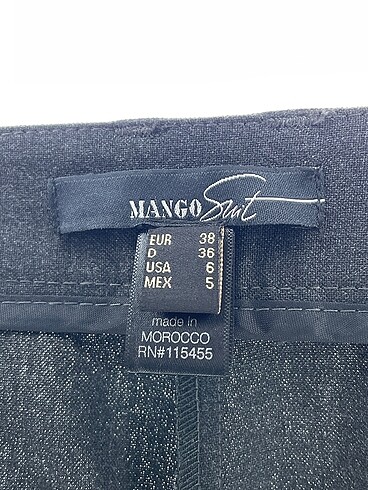 MANGO Suit
EUR 38
D 36
USA 6
MEX 5
made in
MOROCCO
RN#115455